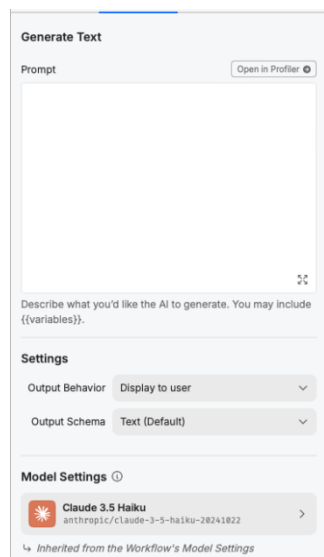 Generate Text
Prompt
Open in Profiler
Describe what you'd like the AI to generate. You may include
{{variables}}.
Settings
Output Behavior
Display to user
Output Schema
Text (Default)
Model Settings
Claude 3.5 Haiku
anthropic/claude-3-5-haiku-20241022
Inherited from the Workflow's Model Settings